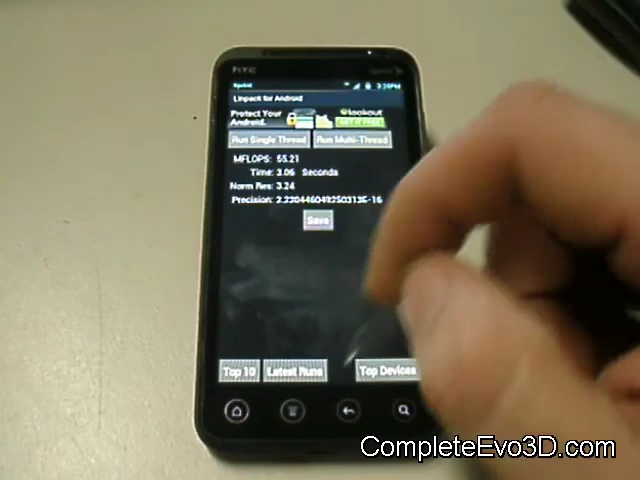 hTC
Sprint
3:39PM
Linpack for Android
Protect Your
Android.
lookout
Run Single Thread
Run Multi-Thread
MFLOPS: 55.21
Time: 3.06 Seconds
Norm Res: 3.24
Precision: 2.220446049250313E-16
Save
Top 10
Latest Runs
Top Devices
CompleteEvo3D.com